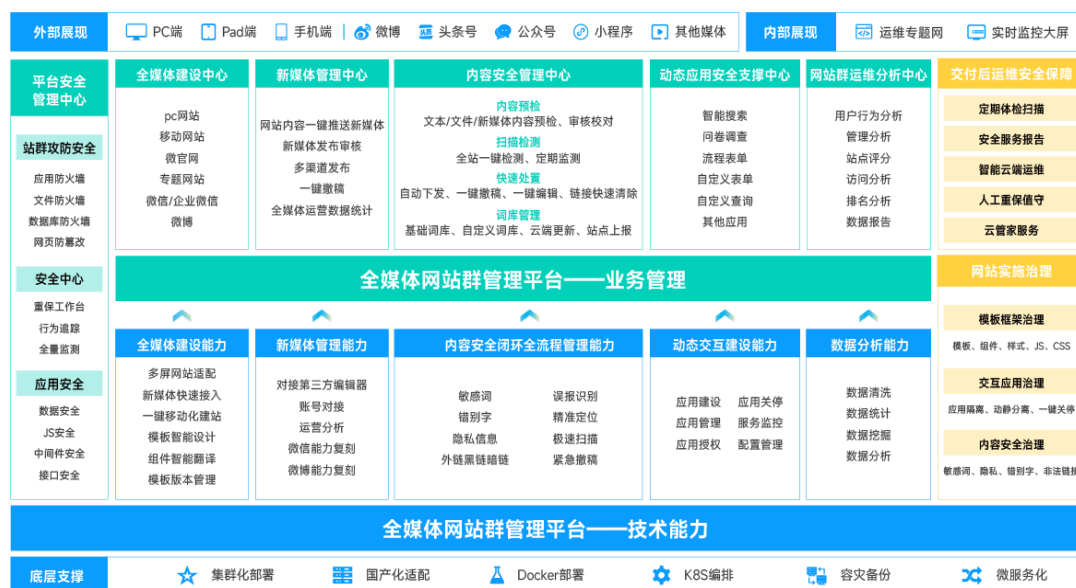 外部展现 PC端 Pad端 手机端 微博 头条号 公众号 小程序 其他媒体 内部展现 运维专题网 实时监控大屏
平台安全
管理中心
站群攻防安全
应用防火墙
文件防火墙
数据库防火墙
网页防篡改
安全中心
重保工作台
行为追踪
全量监测
应用安全
数据安全
JS安全
中间件安全
接口安全
全媒体建设中心
pc网站
移动网站
微官网
专题网站
微信/企业微信
微博
新媒体管理中心
网站内容一键推送新媒体
新媒体发布审核
多渠道发布
一键撤稿
全媒体运营数据统计
内容安全管理中心
内容预检
文本/文件/新媒体内容预检、审核校对
扫描检测
全站一键检测、定期监测
快速处置
自动下发、一键撤稿、一键编辑、链接快速清除
词库管理
基础词库、自定义词库、云端更新、站点上报
动态应用安全支撑中心
智能搜索
问卷调查
流程表单
自定义表单
自定义查询
其他应用
网站群运维分析中心
用户行为分析
管理分析
站点评分
访问分析
排名分析
数据报告
交付后运维安全保障
定期体检扫描
安全服务报告
智能云端运维
人工重保值守
云管家服务
全媒体网站群管理平台——业务管理
全媒体建设能力
多屏网站适配
新媒体快速接入
一键移动化建站
模板智能设计
组件智能翻译
模板版本管理
新媒体管理能力
对接第三方编辑器
账号对接
运营分析
微信能力复刻
微博能力复刻
内容安全闭环全流程管理能力
敏感词 误报识别
错别字 精准定位
隐私信息 极速扫描
外链黑链暗链 紧急撤稿
动态交互建设能力
应用建设 应用关停
应用管理 服务监控
应用授权 配置管理
数据分析能力
数据清洗
数据统计
数据挖掘
数据分析
网站实施治理
模板框架治理
模板、组件、样式、JS、CSS
交互应用治理
应用隔离、动静分离、一键关停
内容安全治理
敏感词、隐私、错别字、非法链接
全媒体网站群管理平台——技术能力
底层支撑 集群化部署 国产化适配 Docker部署 K8S编排 容灾备份 微服务化